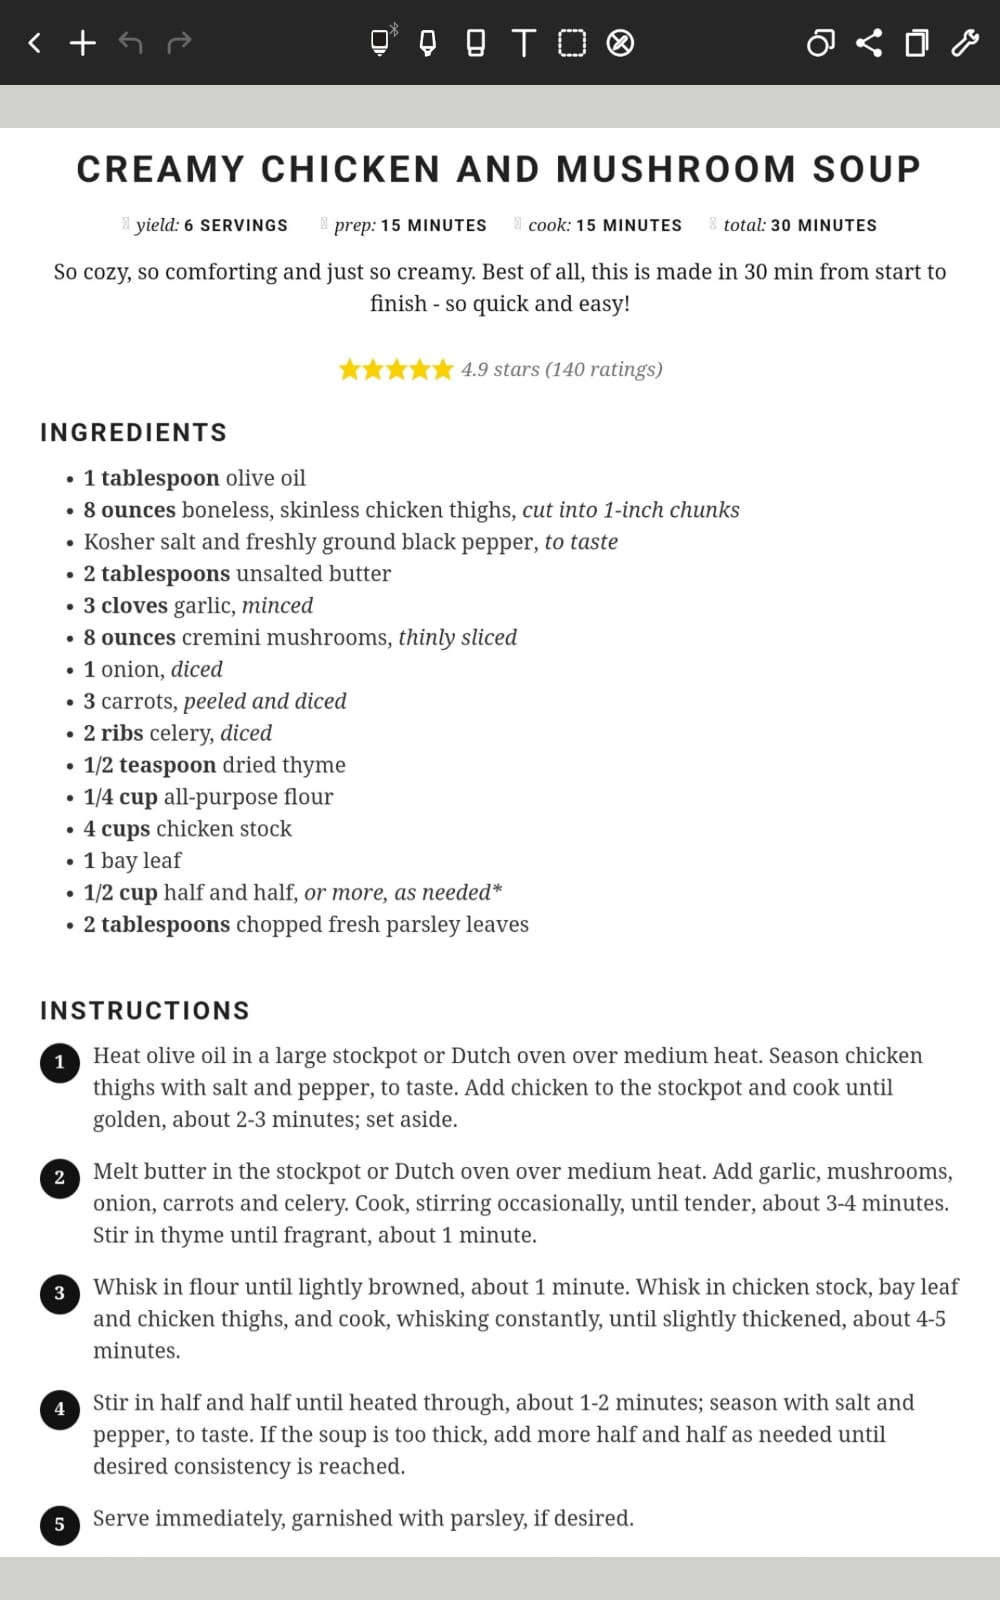 CREAMY CHICKEN AND MUSHROOM SOUP
yield: 6 SERVINGS prep: 15 MINUTES cook: 15 MINUTES total: 30 MINUTES
So cozy, so comforting and just so creamy. Best of all, this is made in 30 min from start to
finish - so quick and easy!
4.9 stars (140 ratings)
INGREDIENTS
• 1 tablespoon olive oil
• 8 ounces boneless, skinless chicken thighs, cut into 1-inch chunks
• Kosher salt and freshly ground black pepper, to taste
• 2 tablespoons unsalted butter
• 3 cloves garlic, minced
• 8 ounces cremini mushrooms, thinly sliced
• 1 onion, diced
• 3 carrots, peeled and diced
• 2 ribs celery, diced
• 1/2 teaspoon dried thyme
• 1/4 cup all-purpose flour
• 4 cups chicken stock
• 1 bay leaf
• 1/2 cup half and half, or more, as needed*
• 2 tablespoons chopped fresh parsley leaves
INSTRUCTIONS
1 Heat olive oil in a large stockpot or Dutch oven over medium heat. Season chicken
thighs with salt and pepper, to taste. Add chicken to the stockpot and cook until
golden, about 2-3 minutes; set aside.
2 Melt butter in the stockpot or Dutch oven over medium heat. Add garlic, mushrooms,
onion, carrots and celery. Cook, stirring occasionally, until tender, about 3-4 minutes.
Stir in thyme until fragrant, about 1 minute.
3 Whisk in flour until lightly browned, about 1 minute. Whisk in chicken stock, bay leaf
and chicken thighs, and cook, whisking constantly, until slightly thickened, about 4-5
minutes.
4 Stir in half and half until heated through, about 1-2 minutes; season with salt and
pepper, to taste. If the soup is too thick, add more half and half as needed until
desired consistency is reached.
5 Serve immediately, garnished with parsley, if desired.